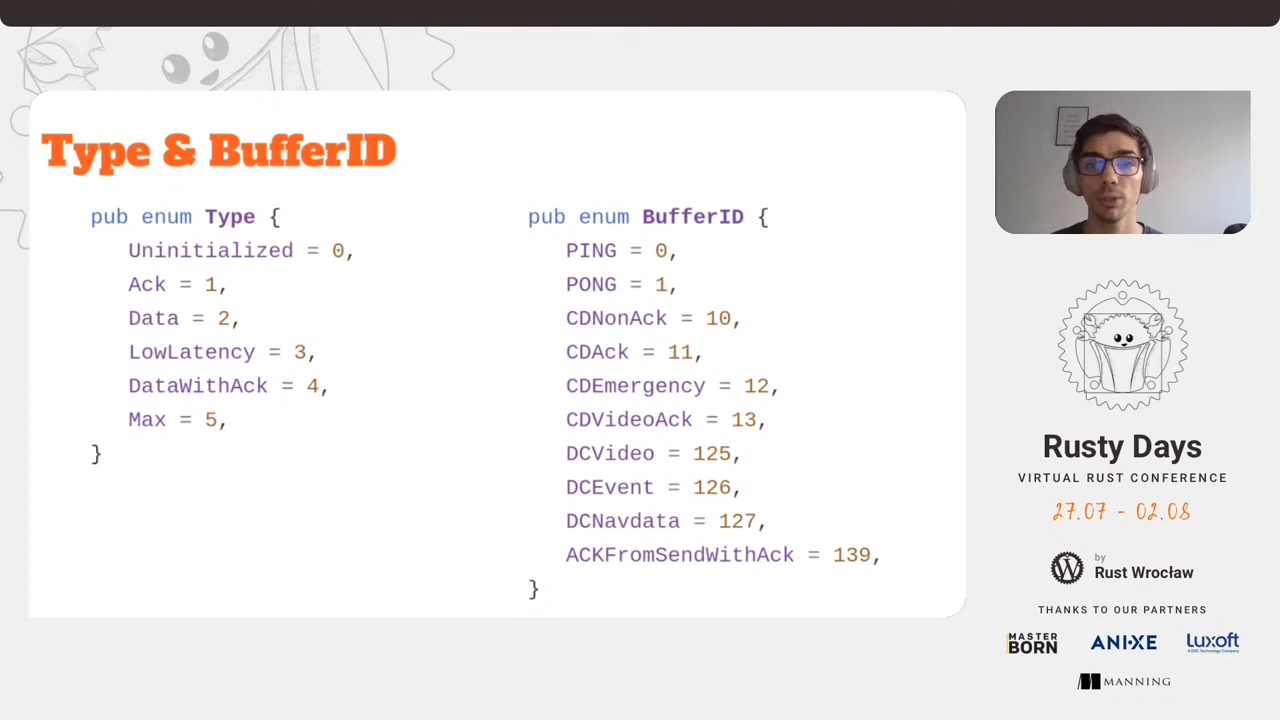 Type & BufferID
pub enum Type {
Uninitialized = 0,
Ack = 1,
Data = 2,
LowLatency = 3,
DataWithAck = 4,
Max = 5,
}
pub enum BufferID {
PING = 0,
PONG = 1,
CDNonAck = 10,
CDAck = 11,
CDEmergency = 12,
CDVideoAck = 13,
DCVideo = 125,
DCEvent = 126,
DCNavdata = 127,
ACKFromSendWithAck = 139,
}
Rusty Days
VIRTUAL RUST CONFERENCE
27.07 - 02.08
by
Rust Wrocław
THANKS TO OUR PARTNERS
MASTER
BORN
ANIXE
Luxoft
A DXC Technology Company
MANNING